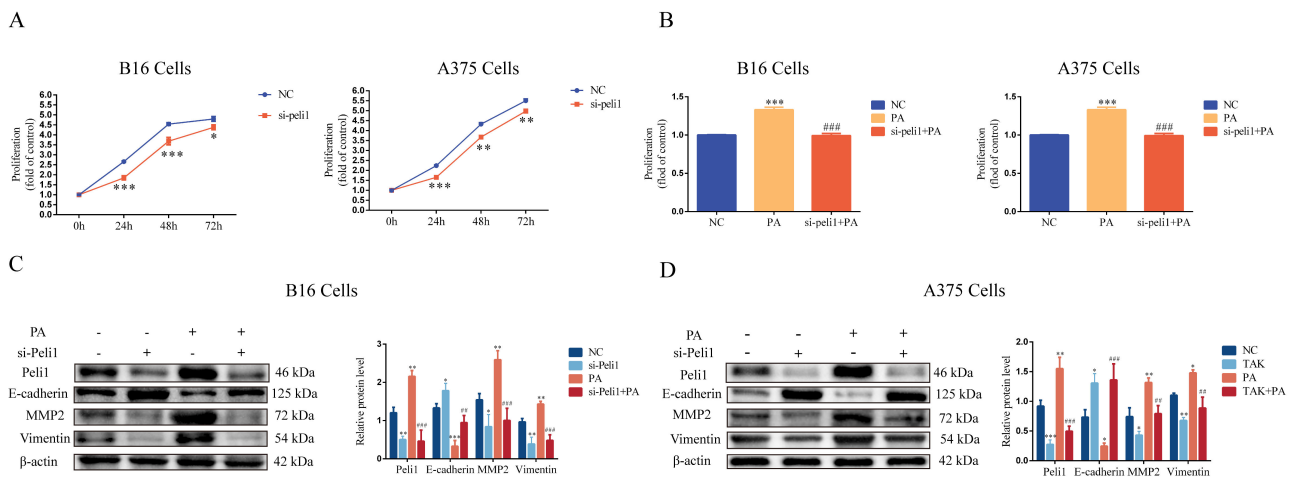 A
B
B16 Cells
A375 Cells
B16 Cells
A375 Cells
NC
si-peli1
NC
si-peli1
NC
PA
si-peli1+PA
NC
PA
si-peli1+PA
Proliferation
(fold of control)
6.0
5.5
5.0
4.5
4.0
3.5
3.0
2.5
2.0
1.5
1.0
0.5
0.0
***
***
*
0h 24h 48h 72h
Proliferation
(fold of control)
6.0
5.5
5.0
4.5
4.0
3.5
3.0
2.5
2.0
1.5
1.0
0.5
0.0
***
**
**
0h 24h 48h 72h
Proliferation
(flod of control)
1.5
1.0
0.5
0.0
***
###
NC PA si-peli1+PA
Proliferation
(flod of control)
1.5
1.0
0.5
0.0
***
###
NC PA si-peli1+PA
C
B16 Cells
PA - - + +
si-Peli1 - + - +
Peli1 46 kDa
E-cadherin 125 kDa
MMP2 72 kDa
Vimentin 54 kDa
β-actin 42 kDa
Relative protein level
3
2
1
0
** ** ###
* *** ##
* ** ###
** ** ###
Peli1 E-cadherin MMP2 Vimentin
NC
si-Peli1
PA
si-Peli1+PA
D
A375 Cells
PA - - + +
si-Peli1 - + - +
Peli1 46 kDa
E-cadherin 125 kDa
MMP2 72 kDa
Vimentin 54 kDa
β-actin 42 kDa
Relative protein level
2.0
1.5
1.0
0.5
0.0
*** ** ###
* * ###
* ** ##
** * ##
Peli1 E-cadherin MMP2 Vimentin
NC
TAK
PA
TAK+PA